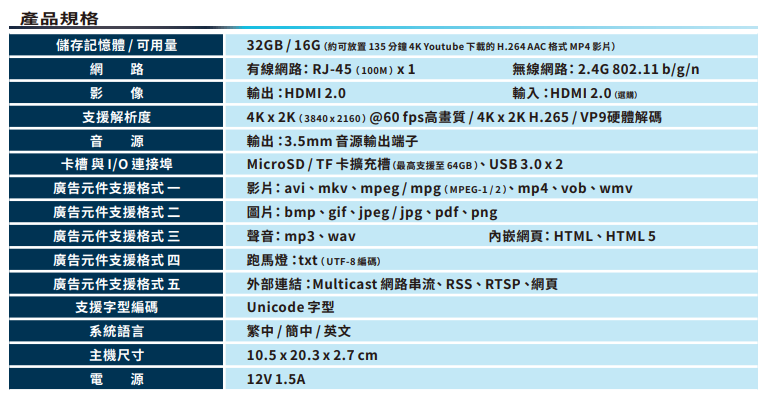 產品規格
儲存記憶體 / 可用量 32GB / 16G (約可放置 135 分鐘 4K Youtube 下載的 H.264 AAC 格式 MP4 影片)
網 路 有線網路: RJ-45 (100M) x 1 無線網路: 2.4G 802.11 b/g/n
影 像 輸出:HDMI 2.0 輸入:HDMI 2.0 (選購)
支援解析度 4K x 2K (3840 x 2160) @60 fps高畫質 / 4K x 2K H.265 / VP9硬體解碼
音 源 輸出:3.5mm 音源輸出端子
卡槽 與 I/O 連接埠 MicroSD / TF 卡擴充槽 (最高支援至 64GB)、USB 3.0 x 2
廣告元件支援格式 一 影片: avi、mkv、mpeg / mpg (MPEG-1 / 2)、mp4、vob、wmv
廣告元件支援格式 二 圖片: bmp、gif、jpeg / jpg、pdf、png
廣告元件支援格式 三 聲音: mp3、wav 內嵌網頁: HTML、HTML 5
廣告元件支援格式 四 跑馬燈:txt (UTF-8 編碼)
廣告元件支援格式 五 外部連結:Multicast 網路串流、RSS、RTSP、網頁
支援字型編碼 Unicode 字型
系統語言 繁中 / 簡中 / 英文
主機尺寸 10.5 x 20.3 x 2.7 cm
電 源 12V 1.5A